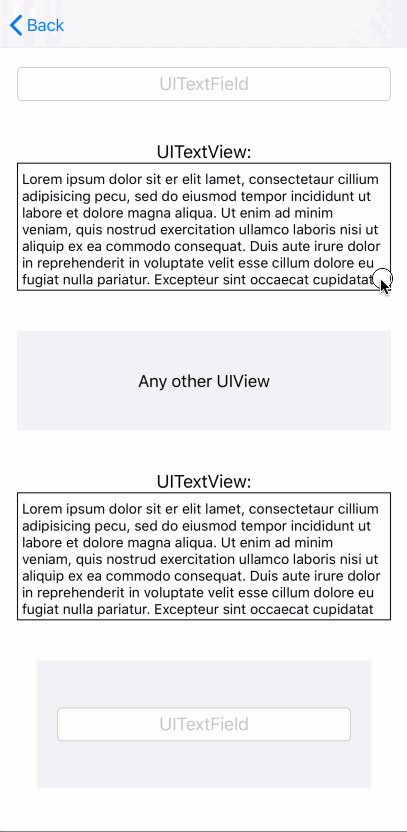 Back
UITextField
UITextView:
Lorem ipsum dolor sit er elit lamet, consectetaur cillium
adipisicing pecu, sed do eiusmod tempor incididunt ut
labore et dolore magna aliqua. Ut enim ad minim
veniam, quis nostrud exercitation ullamco laboris nisi ut
aliquip ex ea commodo consequat. Duis aute irure dolor
in reprehenderit in voluptate velit esse cillum dolore eu
fugiat nulla pariatur. Excepteur sint occaecat cupidatat
Any other UIView
UITextView:
Lorem ipsum dolor sit er elit lamet, consectetaur cillium
adipisicing pecu, sed do eiusmod tempor incididunt ut
labore et dolore magna aliqua. Ut enim ad minim
veniam, quis nostrud exercitation ullamco laboris nisi ut
aliquip ex ea commodo consequat. Duis aute irure dolor
in reprehenderit in voluptate velit esse cillum dolore eu
fugiat nulla pariatur. Excepteur sint occaecat cupidatat
UITextField